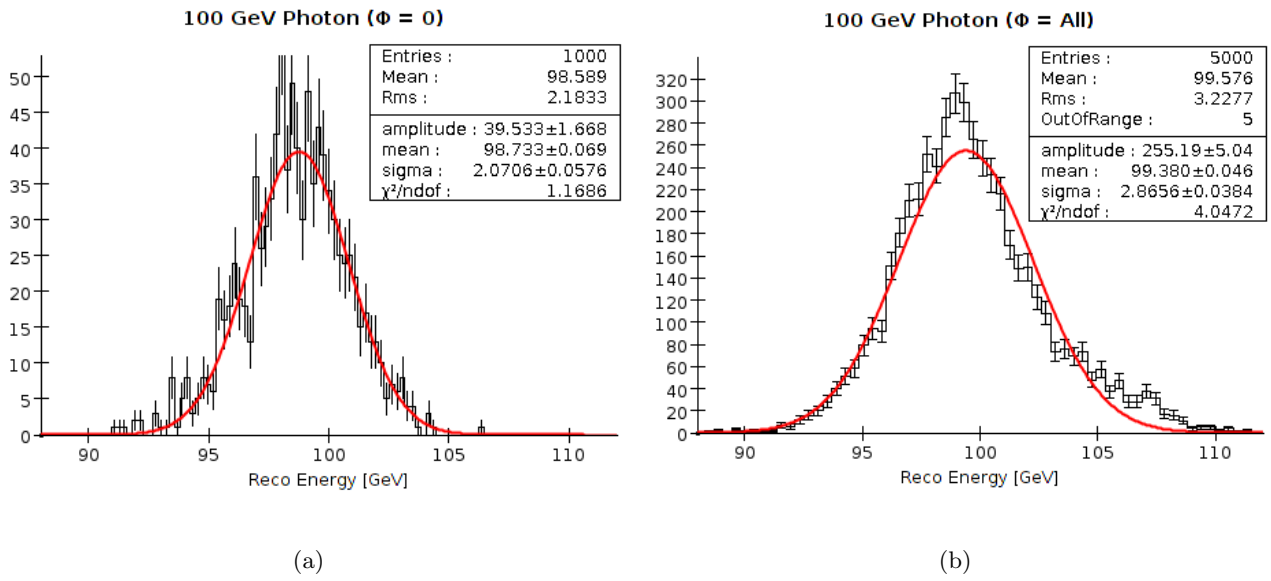 100 GeV Photon (Φ = 0)
Entries : 1000
Mean : 98.589
Rms : 2.1833
amplitude : 39.533±1.668
mean : 98.733±0.069
sigma : 2.0706±0.0576
χ²/ndof : 1.1686
50
45
40
35
30
25
20
15
10
5
0
90 95 100 105 110
Reco Energy [GeV]
(a)
100 GeV Photon (Φ = All)
Entries : 5000
Mean : 99.576
Rms : 3.2277
OutOfRange : 5
amplitude : 255.19±5.04
mean : 99.380±0.046
sigma : 2.8656±0.0384
χ²/ndof : 4.0472
320
300
280
260
240
220
200
180
160
140
120
100
80
60
40
20
0
90 95 100 105 110
Reco Energy [GeV]
(b)